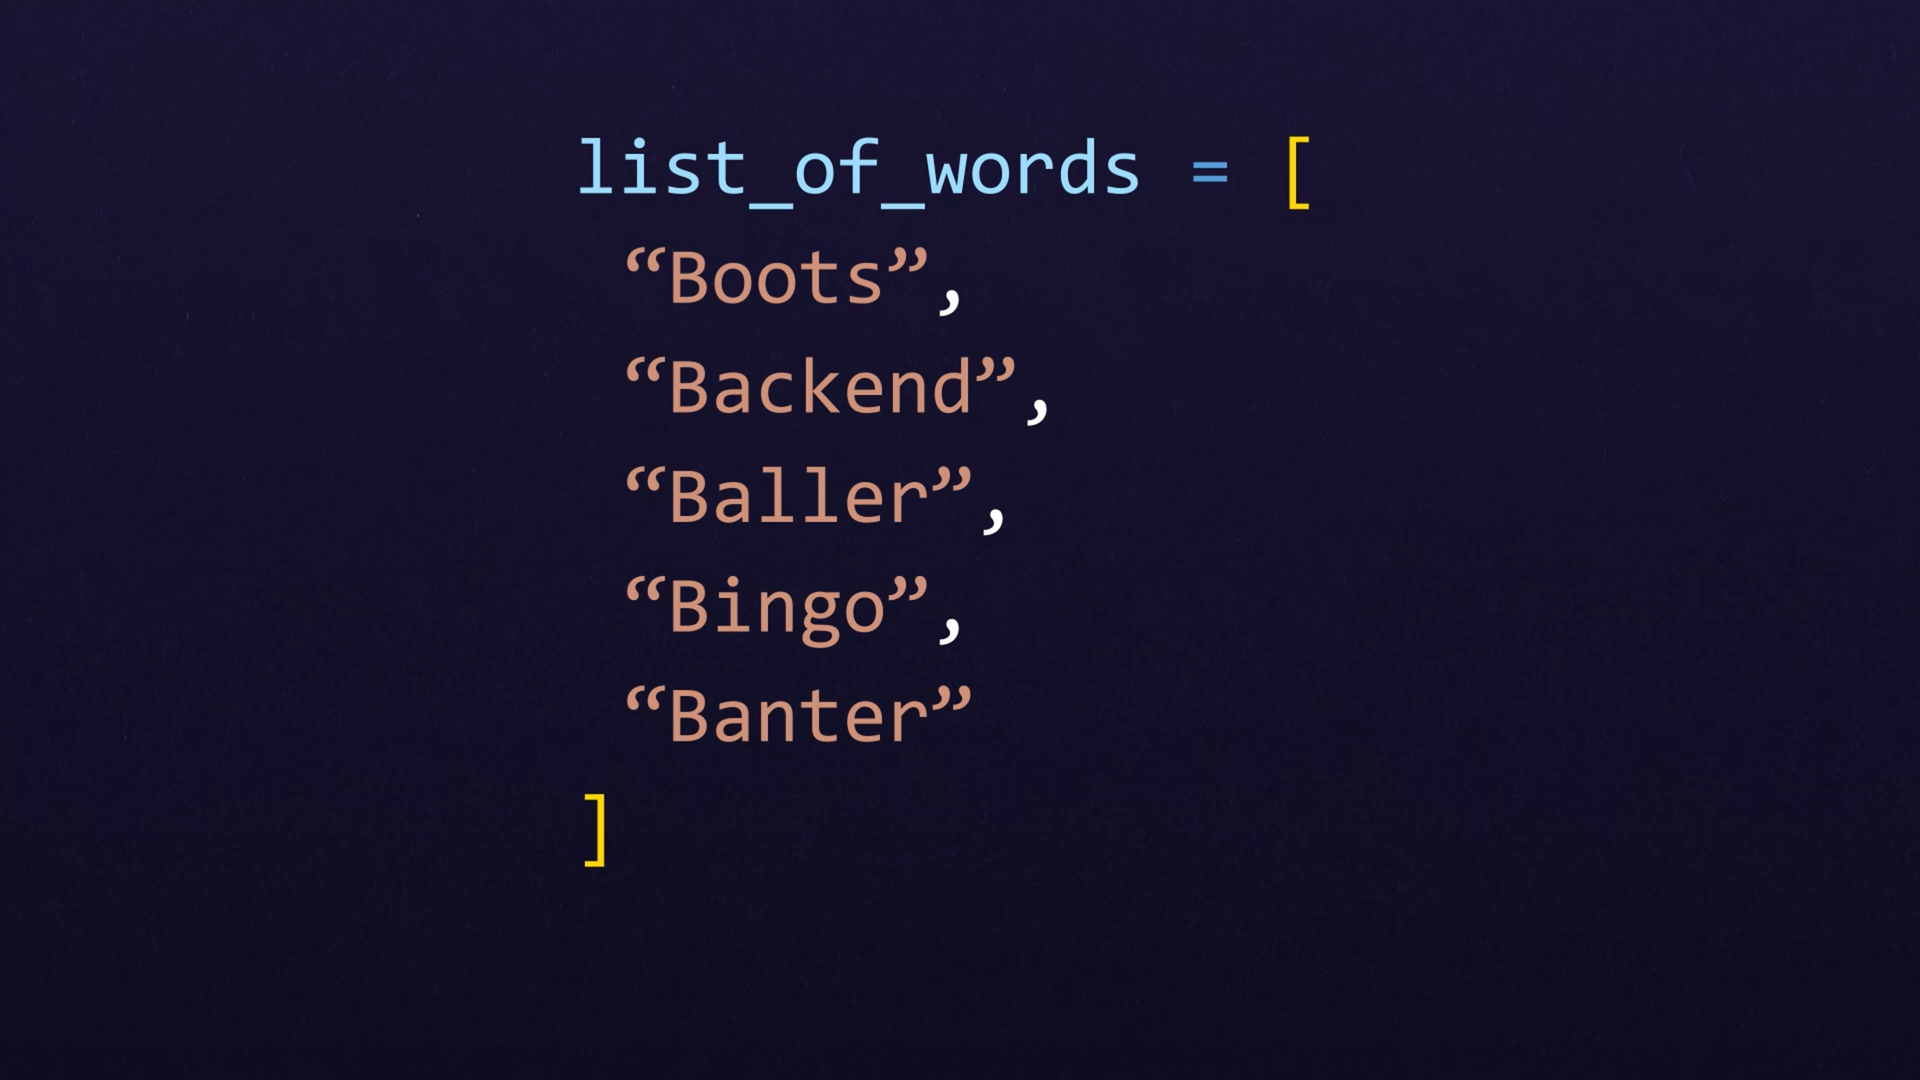 list_of_words = [
“Boots”,
“Backend”,
“Baller”,
“Bingo”,
“Banter”
]